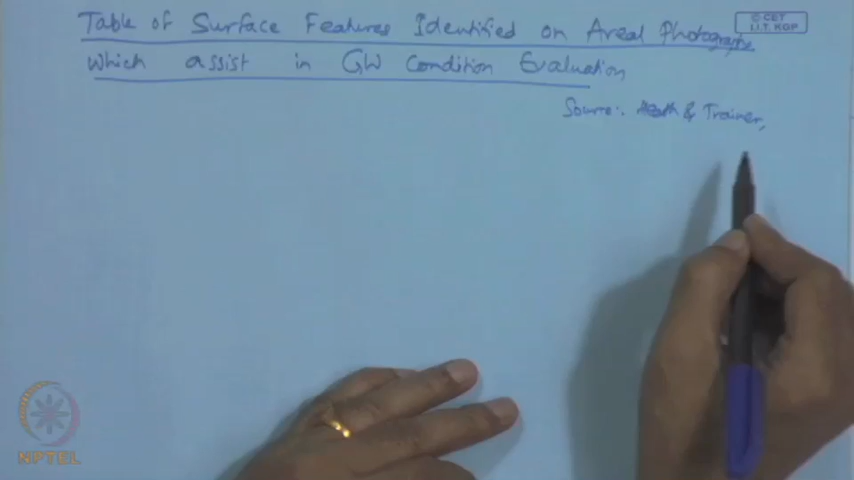 Table of Surface Features Identified on Areal Photographs
© CET
I.I.T. KGP
which assist in GW Condition Evaluation
Source:. Heath & Trainer,
NPTEL